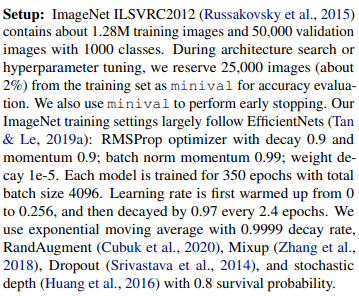 Setup: ImageNet ILSVRC2012 (Russakovsky et al., 2015)
contains about 1.28M training images and 50,000 validation
images with 1000 classes. During architecture search or
hyperparameter tuning, we reserve 25,000 images (about
2%) from the training set as minival for accuracy evalua-
tion. We also use minival to perform early stopping. Our
ImageNet training settings largely follow EfficientNets (Tan
& Le, 2019a): RMSProp optimizer with decay 0.9 and
momentum 0.9; batch norm momentum 0.99; weight de-
cay 1e-5. Each model is trained for 350 epochs with total
batch size 4096. Learning rate is first warmed up from 0
to 0.256, and then decayed by 0.97 every 2.4 epochs. We
use exponential moving average with 0.9999 decay rate,
RandAugment (Cubuk et al., 2020), Mixup (Zhang et al.,
2018), Dropout (Srivastava et al., 2014), and stochastic
depth (Huang et al., 2016) with 0.8 survival probability.